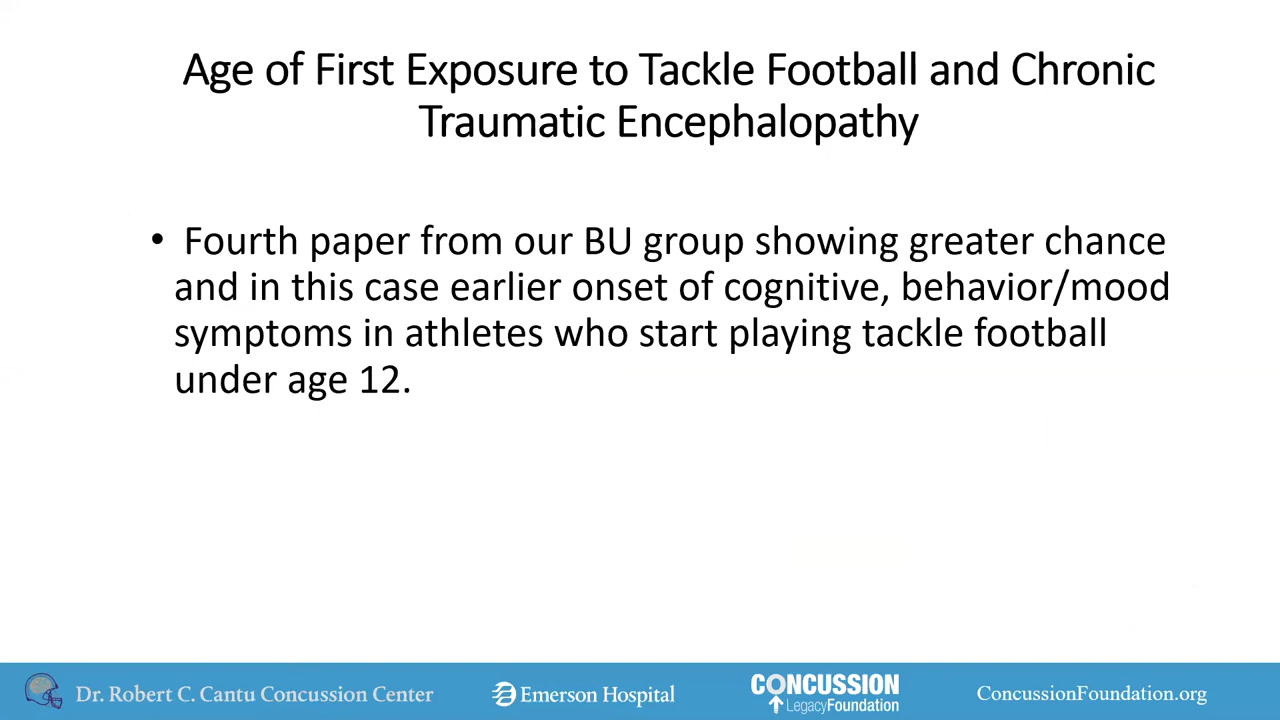 Age of First Exposure to Tackle Football and Chronic
Traumatic Encephalopathy
• Fourth paper from our BU group showing greater chance
and in this case earlier onset of cognitive, behavior/mood
symptoms in athletes who start playing tackle football
under age 12.
Dr. Robert C. Cantu Concussion Center
Emerson Hospital
CONCUSSION
LegacyFoundation
ConcussionFoundation.org